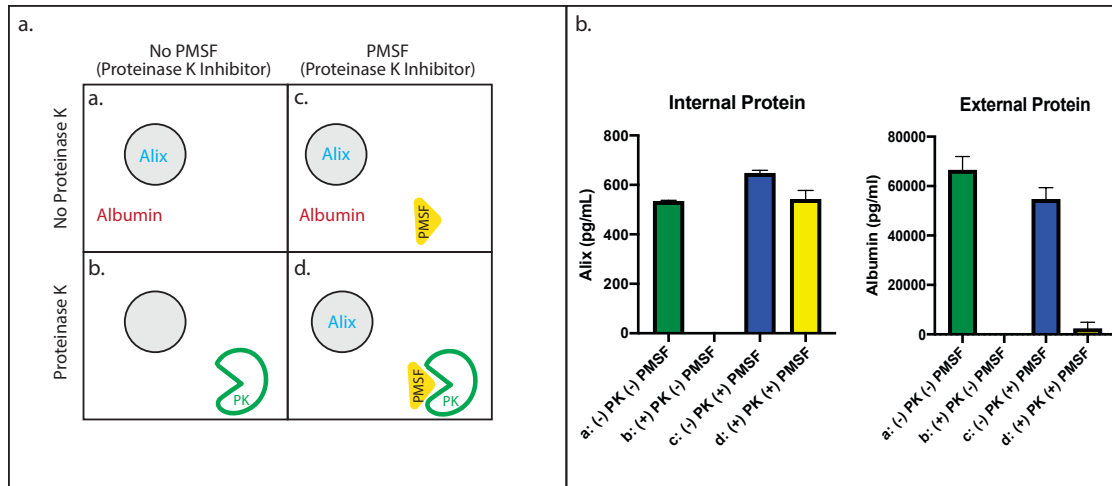 a.
No PMSF
(Proteinase K Inhibitor)
PMSF
(Proteinase K Inhibitor)
No Proteinase K
a.
Alix
Albumin
c.
Alix
Albumin
PMSF
Proteinase K
b.
PK
d.
Alix
PMSF
PK
b.
Internal Protein
Alix (pg/mL)
800
600
400
200
0
a: (-) PK (-) PMSF
b: (+) PK (-) PMSF
c: (-) PK (+) PMSF
d: (+) PK (+) PMSF
External Protein
Albumin (pg/ml)
80000
60000
40000
20000
0
a: (-) PK (-) PMSF
b: (+) PK (-) PMSF
c: (-) PK (+) PMSF
d: (+) PK (+) PMSF